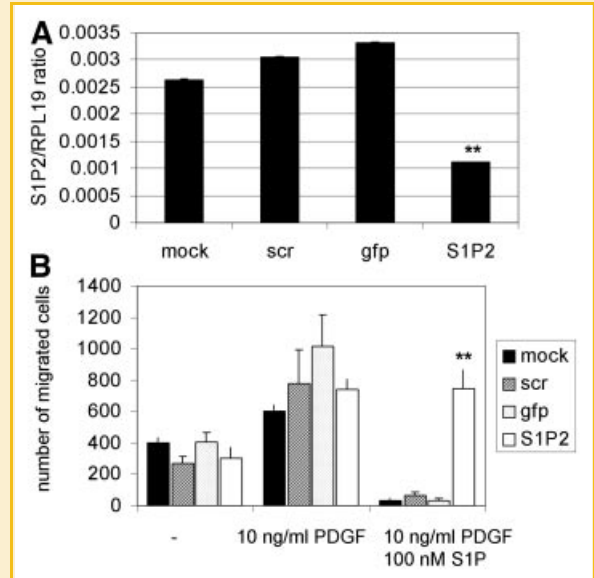 A
S1P2/RPL19 ratio
0.0035
0.003
0.0025
0.002
0.0015
0.001
0.0005
0
**
mock scr gfp S1P2
B
number of migrated cells
1400
1200
1000
800
600
400
200
0
**
mock
scr
gfp
S1P2
- 10 ng/ml PDGF 10 ng/ml PDGF
100 nM S1P